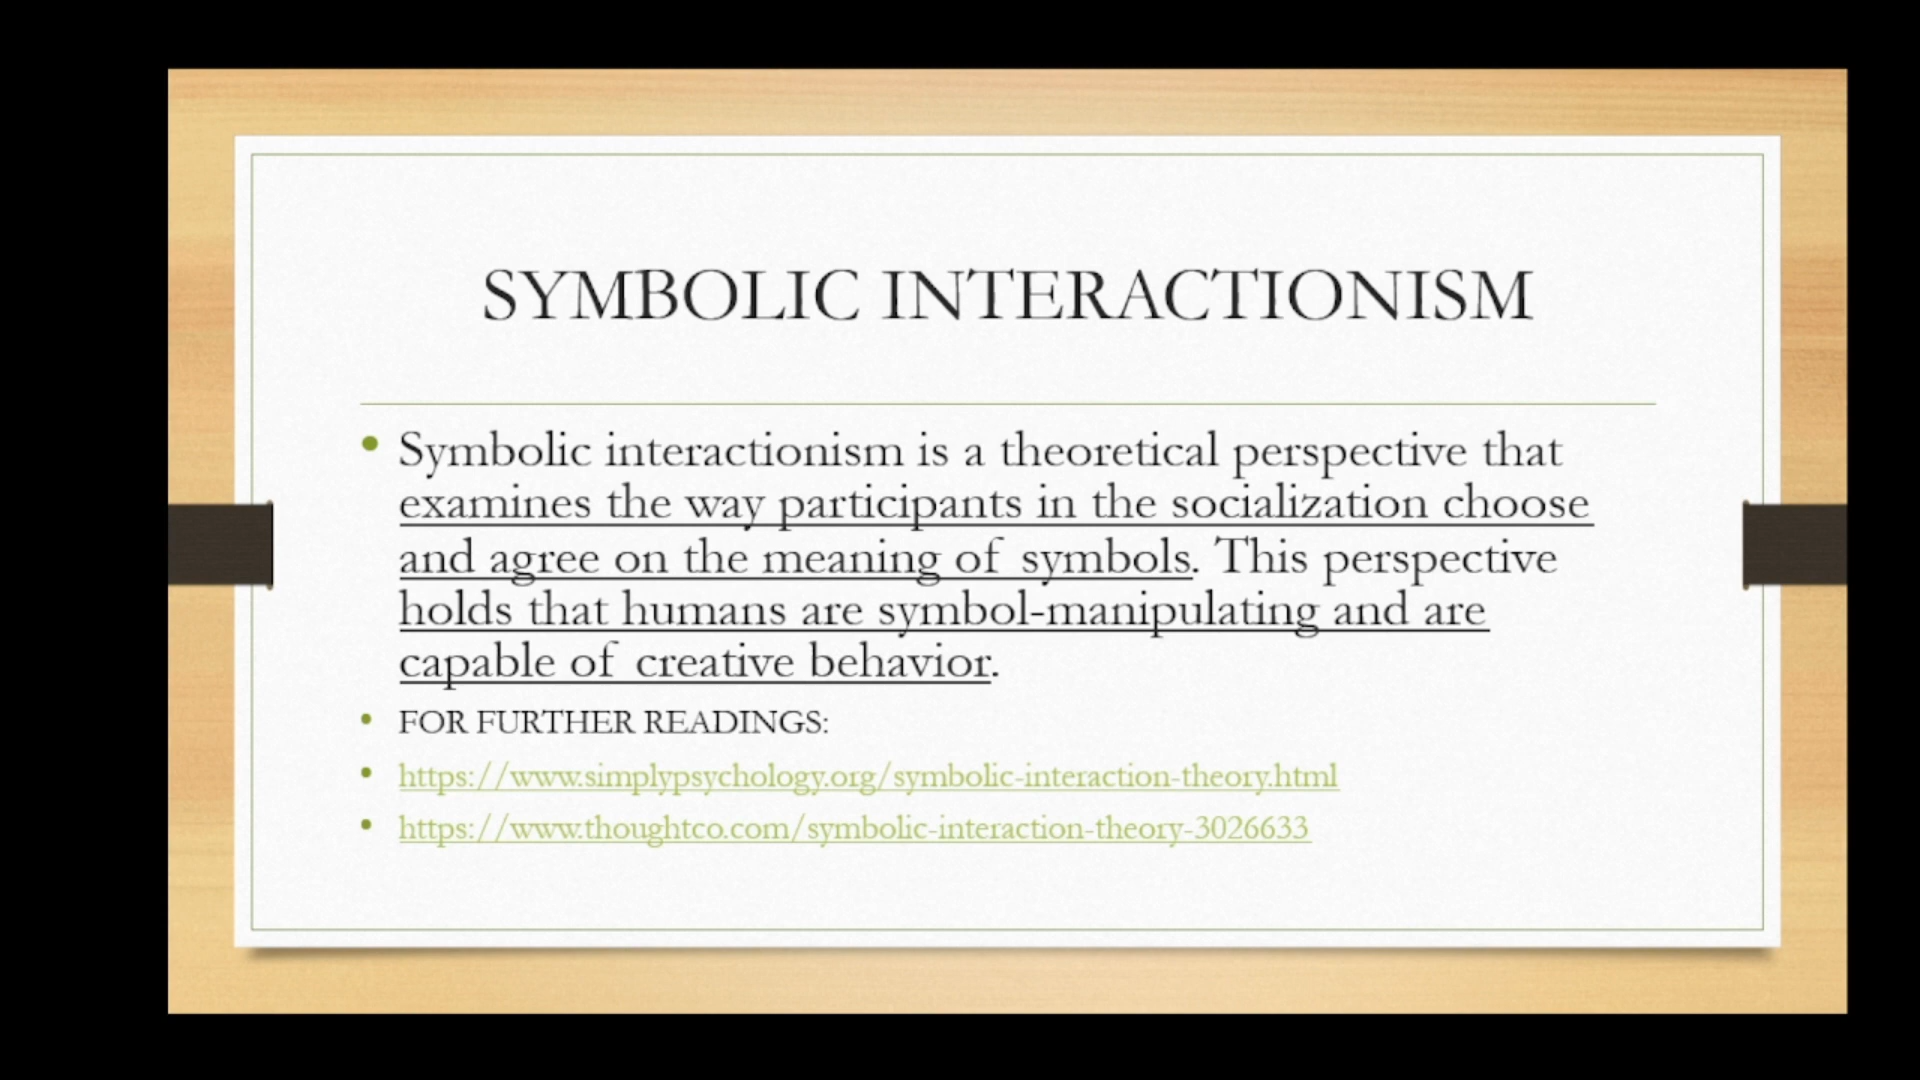 SYMBOLIC INTERACTIONISM
• Symbolic interactionism is a theoretical perspective that
examines the way participants in the socialization choose
and agree on the meaning of symbols. This perspective
holds that humans are symbol-manipulating and are
capable of creative behavior.
• FOR FURTHER READINGS:
• https://www.simplypsychology.org/symbolic-interaction-theory.html
• https://www.thoughtco.com/symbolic-interaction-theory-3026633